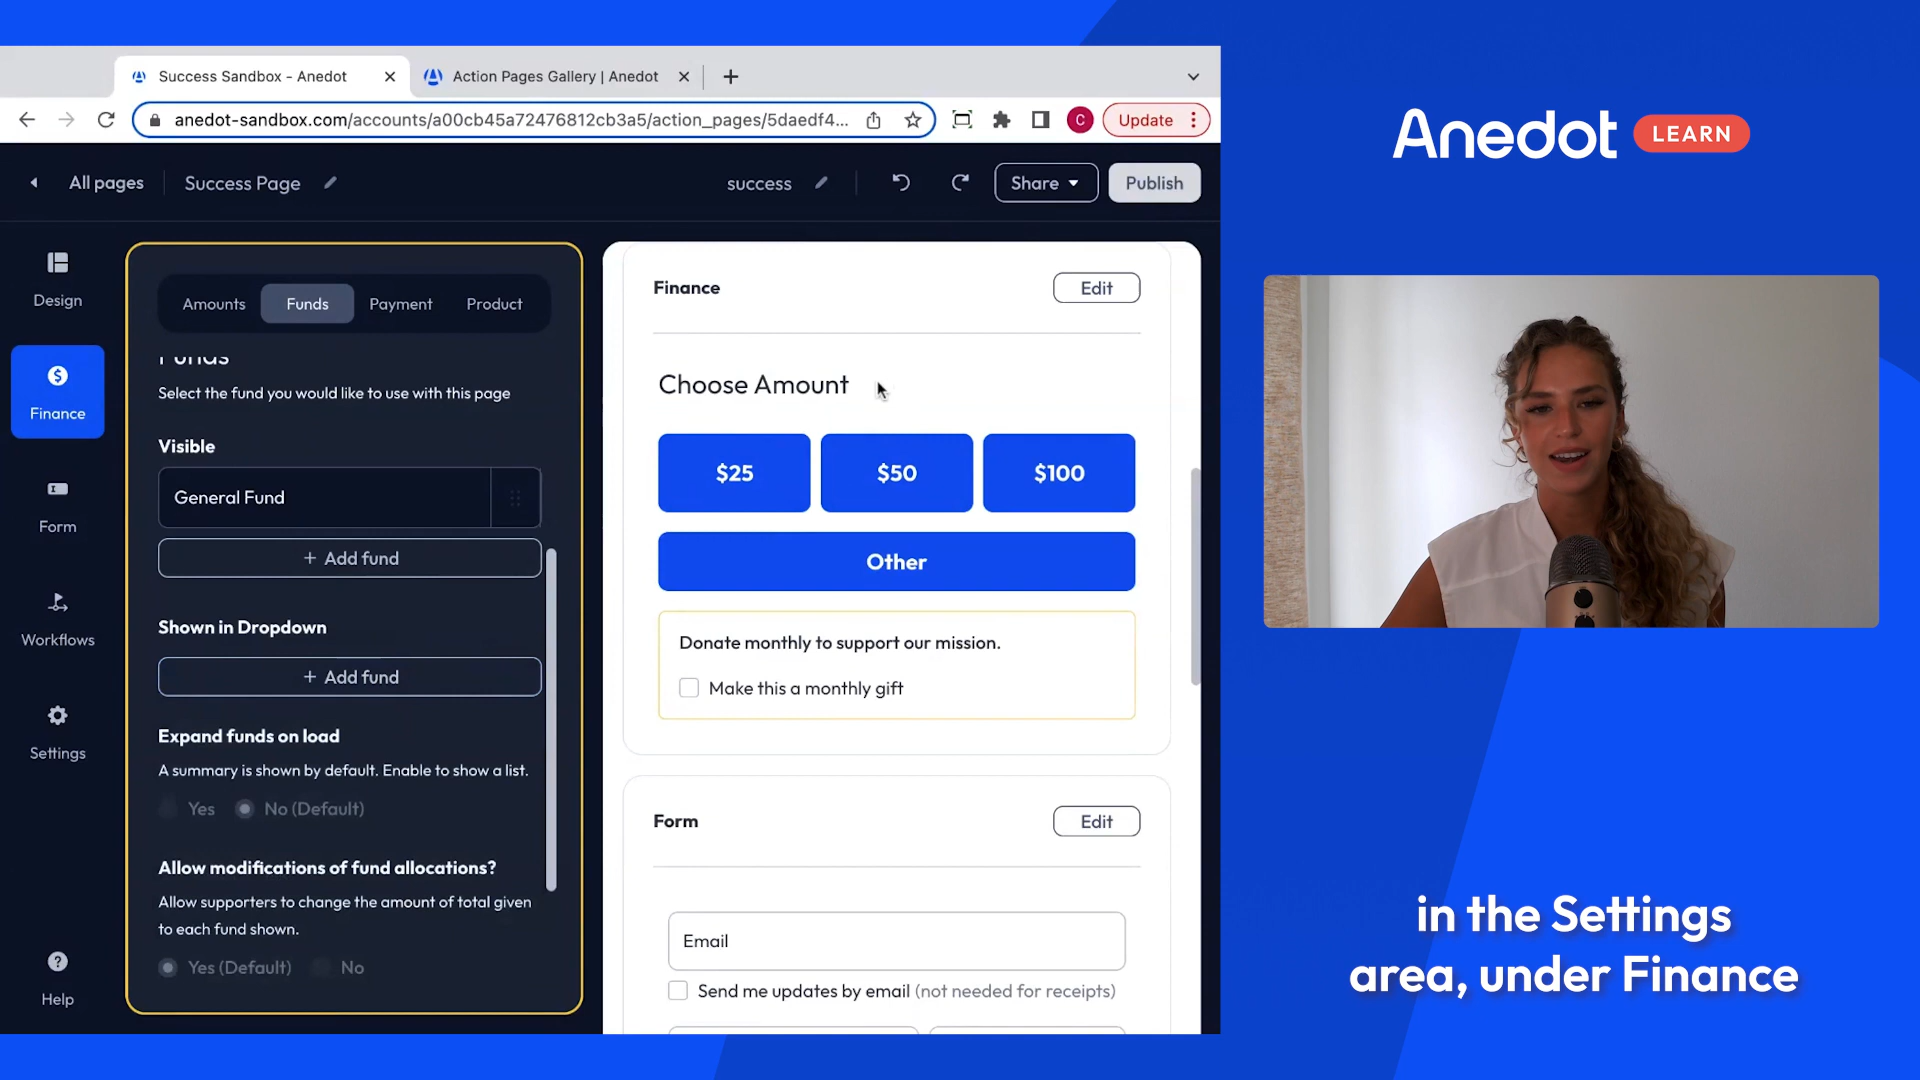 Success Sandbox - Anedot
Action Pages Gallery | Anedot
anedot-sandbox.com/accounts/a00cb45a72476812cb3a5/action_pages/5daedf4...
C
Update
All pages
Success Page
success
Share
Publish
Design
Finance
Form
Workflows
Settings
Help
Amounts
Funds
Payment
Product
Funds
Select the fund you would like to use with this page
Visible
General Fund
+ Add fund
Shown in Dropdown
+ Add fund
Expand funds on load
A summary is shown by default. Enable to show a list.
Yes
No (Default)
Allow modifications of fund allocations?
Allow supporters to change the amount of total given
to each fund shown.
Yes (Default)
No
Finance
Edit
Choose Amount
$25
$50
$100
Other
Donate monthly to support our mission.
Make this a monthly gift
Form
Edit
Email
Send me updates by email (not needed for receipts)
Anedot LEARN
in the Settings
area, under Finance